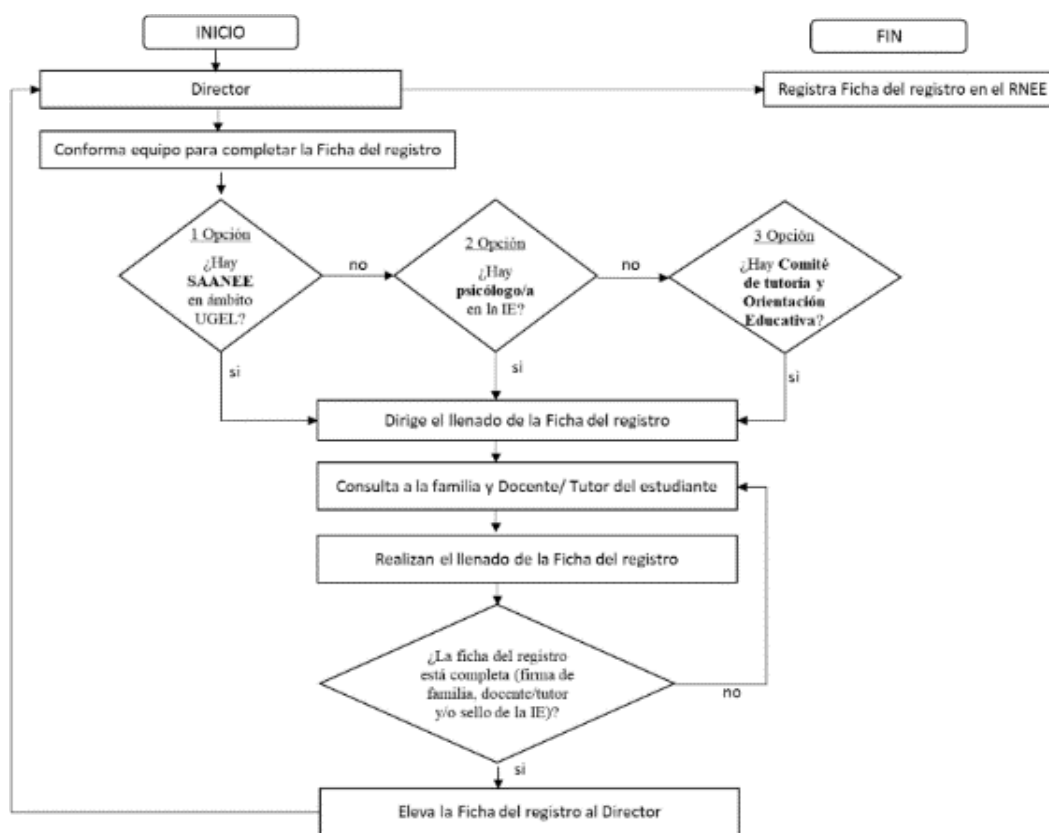 INICIO
FIN
Director
Registra Ficha del registro en el RNEE
Conforma equipo para completar la Ficha del registro
1 Opción
¿Hay
SAANEE
en ámbito
UGEL?
no
2 Opción
¿Hay
psicólogo/a
en la IE?
no
3 Opción
¿Hay Comité
de tutoría y
Orientación
Educativa?
si
si
si
Dirige el llenado de la Ficha del registro
Consulta a la familia y Docente/ Tutor del estudiante
Realizan el llenado de la Ficha del registro
¿La ficha del registro
está completa (firma de
familia, docente/tutor
y/o sello de la IE)?
no
si
Eleva la Ficha del registro al Director